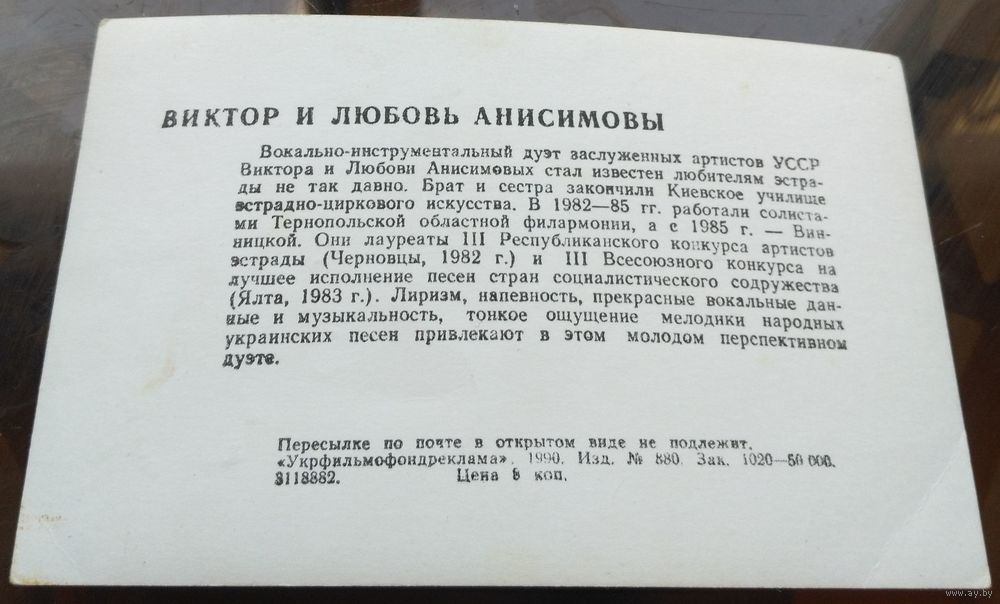 ВИКТОР И ЛЮБОВЬ АНИСИМОВЫ
Вокально-инструментальный дуэт заслуженных артистов УССР
Виктора и Любови Анисимовых стал известен любителям эстра-
ды не так давно. Брат и сестра закончили Киевское училище
эстрадно-циркового искусства. В 1982—85 гг. работали солиста-
ми Тернопольской областной филармонии, а с 1985 г. — Вин-
ницкой. Они лауреаты III Республиканского конкурса артистов
эстрады (Черновцы, 1982 г.) и III Всесоюзного конкурса на
лучшее исполнение песен стран социалистического содружества
(Ялта, 1983 г.). Лиризм, напевность, прекрасные вокальные дан-
ные и музыкальность, тонкое ощущение мелодики народных
украинских песен привлекают в этом молодом перспективном
дуэте.
Пересылке по почте в открытом виде не подлежит.
«Укрфильмофондреклама». 1990. Изд. № 880. Зак. 1020—50 000.
3118882. Цена 8 коп.
www.ay.by